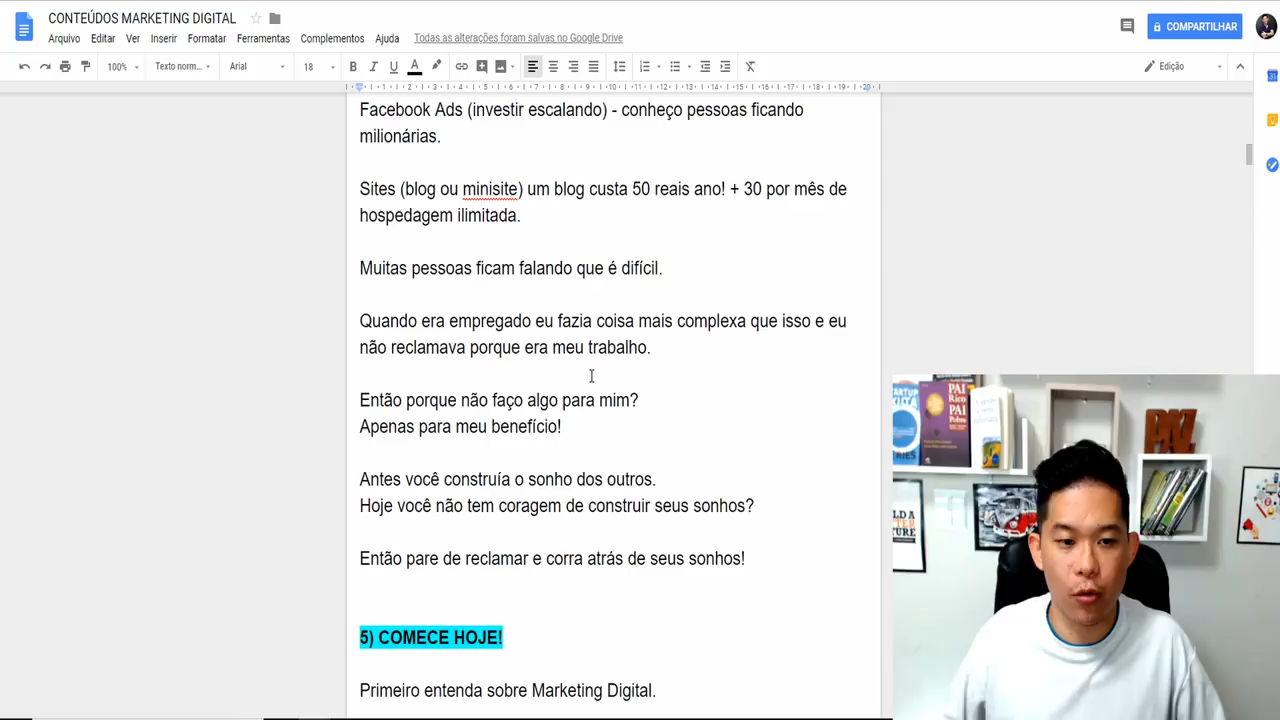 CONTEÚDOS MARKETING DIGITAL
Arquivo Editar Ver Inserir Formatar Ferramentas Complementos Ajuda Todas as alterações foram salvas no Google Drive
COMPARTILHAR
100% Texto norm... Arial 18 Edição
Facebook Ads (investir escalando) - conheço pessoas ficando
milionárias.
Sites (blog ou minisite) um blog custa 50 reais ano! + 30 por mês de
hospedagem ilimitada.
Muitas pessoas ficam falando que é difícil.
Quando era empregado eu fazia coisa mais complexa que isso e eu
não reclamava porque era meu trabalho.
Então porque não faço algo para mim?
Apenas para meu benefício!
Antes você construía o sonho dos outros.
Hoje você não tem coragem de construir seus sonhos?
Então pare de reclamar e corra atrás de seus sonhos!
5) COMECE HOJE!
Primeiro entenda sobre Marketing Digital.
PAI
Rico
PAI
Pobre